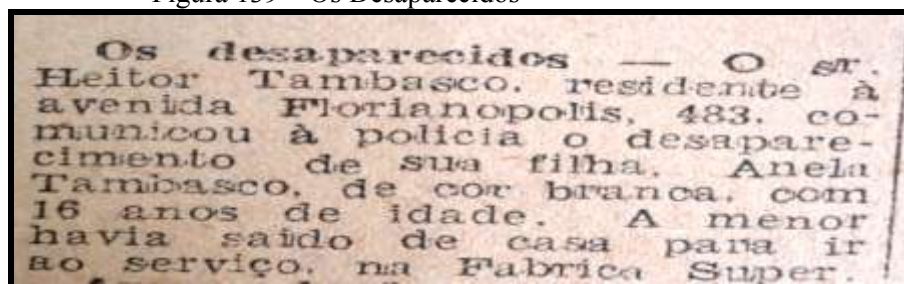 Os desaparecidos — O sr.
Heitor Tambasco, residente à
avenida Florianopolis, 483, co-
municou à policia o desapare-
cimento de sua filha, Anela
Tambasco, de cor branca, com
16 anos de idade. A menor
havia saido de casa para ir
ao serviço, na Fabrica Super.